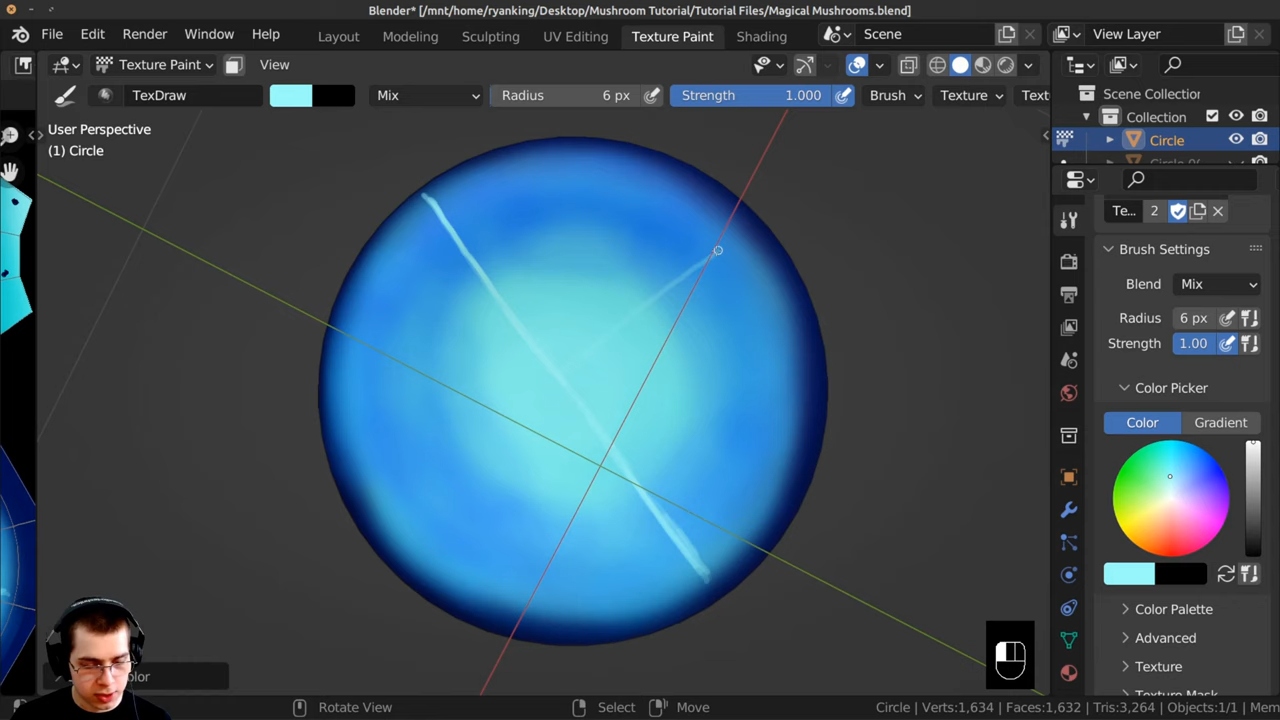 Blender* [/mnt/home/ryanking/Desktop/Mushroom Tutorial/Tutorial Files/Magical Mushrooms.blend]
File Edit Render Window Help Layout Modeling Sculpting UV Editing Texture Paint Shading Scene View Layer
Texture Paint View
TexDraw Mix Radius 6 px Strength 1.000 Brush Texture Text
Scene Collection
Collection
Circle
User Perspective
(1) Circle
Te... 2
Brush Settings
Blend Mix
Radius 6 px
Strength 1.00
Color Picker
Color Gradient
Color Palette
Advanced
Texture
Texture Mask
Rotate View Select Move Circle | Verts:1,634 | Faces:1,632 | Tris:3,264 | Objects:1/1 | Mem